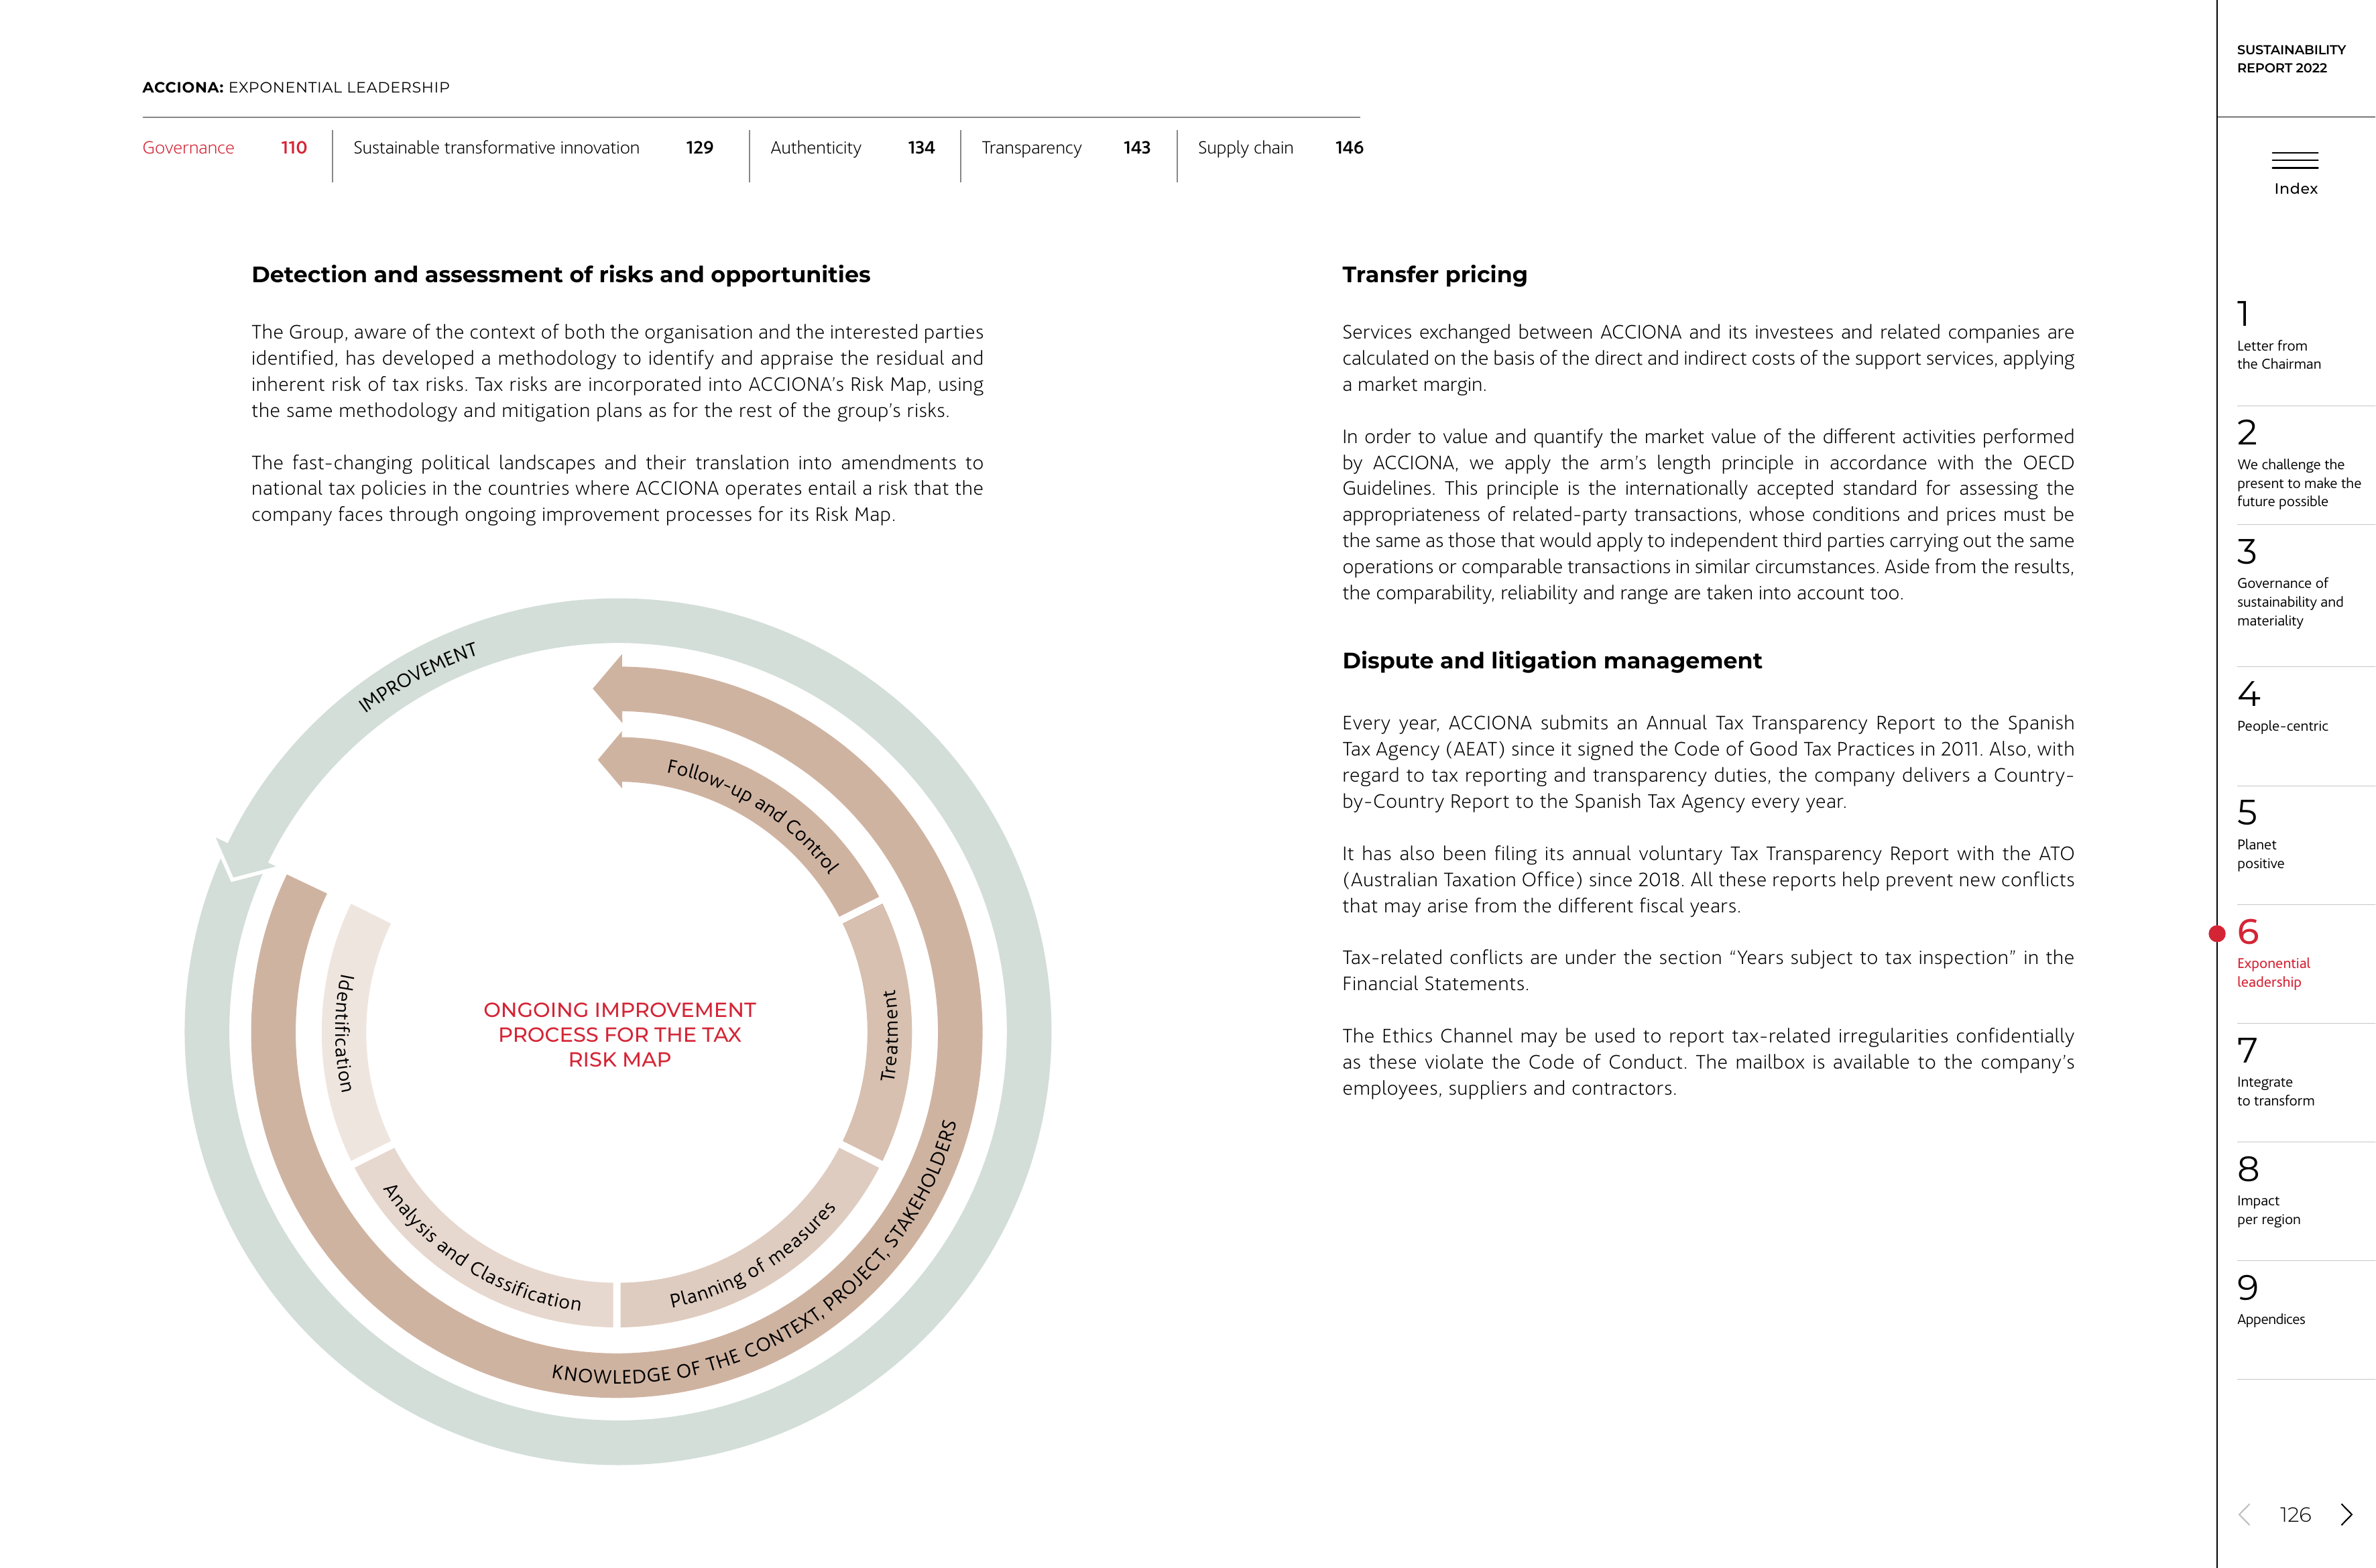 ACCIONA: EXPONENTIAL LEADERSHIP
Governance 110
Sustainable transformative innovation 129
Authenticity 134
Transparency 143
Supply chain 146
Detection and assessment of risks and opportunities
The Group, aware of the context of both the organisation and the interested parties
identified, has developed a methodology to identify and appraise the residual and
inherent risk of tax risks. Tax risks are incorporated into ACCIONA’s Risk Map, using
the same methodology and mitigation plans as for the rest of the group’s risks.
The fast-changing political landscapes and their translation into amendments to
national tax policies in the countries where ACCIONA operates entail a risk that the
company faces through ongoing improvement processes for its Risk Map.
IMPROVEMENT
Follow-up and Control
Treatment
Identification
ONGOING IMPROVEMENT
PROCESS FOR THE TAX
RISK MAP
Analysis and Classification
Planning of measures
KNOWLEDGE OF THE CONTEXT, PROJECT, STAKEHOLDERS
Transfer pricing
Services exchanged between ACCIONA and its investees and related companies are
calculated on the basis of the direct and indirect costs of the support services, applying
a market margin.
In order to value and quantify the market value of the different activities performed
by ACCIONA, we apply the arm’s length principle in accordance with the OECD
Guidelines. This principle is the internationally accepted standard for assessing the
appropriateness of related-party transactions, whose conditions and prices must be
the same as those that would apply to independent third parties carrying out the same
operations or comparable transactions in similar circumstances. Aside from the results,
the comparability, reliability and range are taken into account too.
Dispute and litigation management
Every year, ACCIONA submits an Annual Tax Transparency Report to the Spanish
Tax Agency (AEAT) since it signed the Code of Good Tax Practices in 2011. Also, with
regard to tax reporting and transparency duties, the company delivers a Country-
by-Country Report to the Spanish Tax Agency every year.
It has also been filing its annual voluntary Tax Transparency Report with the ATO
(Australian Taxation Office) since 2018. All these reports help prevent new conflicts
that may arise from the different fiscal years.
Tax-related conflicts are under the section “Years subject to tax inspection” in the
Financial Statements.
The Ethics Channel may be used to report tax-related irregularities confidentially
as these violate the Code of Conduct. The mailbox is available to the company’s
employees, suppliers and contractors.
SUSTAINABILITY
REPORT 2022
Index
1
Letter from
the Chairman
2
We challenge the
present to make the
future possible
3
Governance of
sustainability and
materiality
4
People-centric
5
Planet
positive
6
Exponential
leadership
7
Integrate
to transform
8
Impact
per region
9
Appendices
126